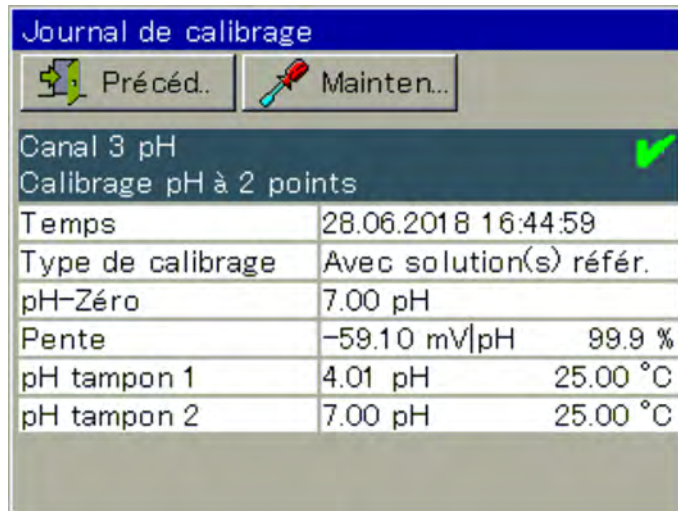 Journal de calibrage
Précéd.. Mainten...
Canal 3 pH
Calibrage pH à 2 points
Temps 28.06.2018 16:44:59
Type de calibrage Avec solution(s) référ.
pH-Zéro 7.00 pH
Pente -59.10 mV|pH 99.9 %
pH tampon 1 4.01 pH 25.00 °C
pH tampon 2 7.00 pH 25.00 °C